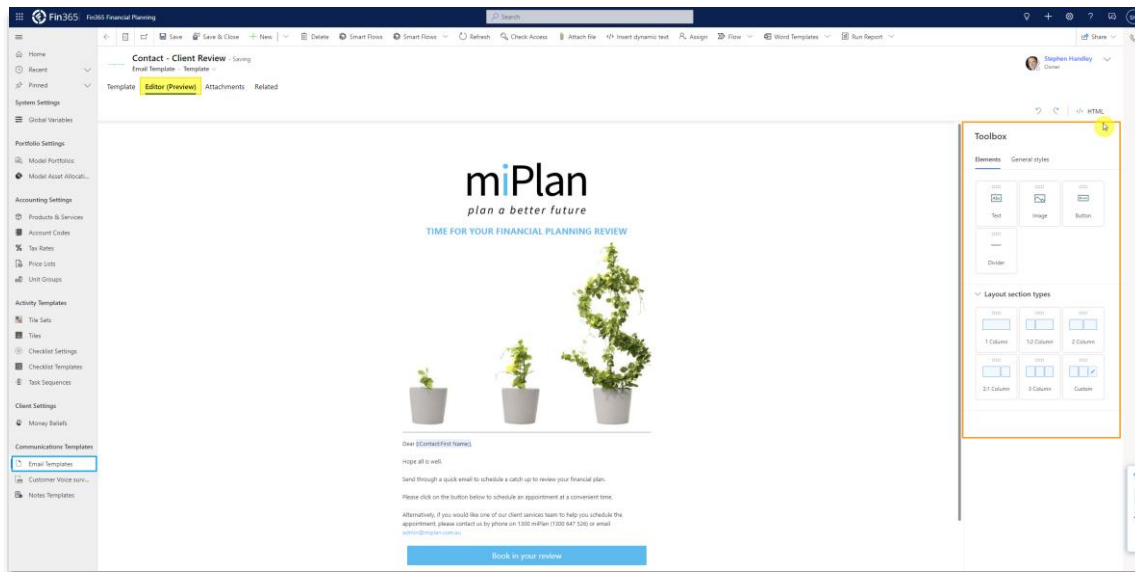 Fin365 Fin365 Financial Planning
Search
Save Save & Close New Delete Smart Flows Smart Flows Refresh Check Access Attach file </> Insert dynamic text Assign Flow Word Templates Run Report Share
Home
Recent
Pinned
System Settings
Global Variables
Portfolio Settings
Model Portfolios
Model Asset Allocati...
Accounting Settings
Products & Services
Account Codes
Tax Rates
Price Lists
Unit Groups
Activity Templates
Tile Sets
Tiles
Checklist Settings
Checklist Templates
Task Sequences
Client Settings
Money Beliefs
Communications Templates
Email Templates
Customer Voice surv...
Notes Templates
Contact - Client Review - Saving
Email Template · Template
Stephen Handley
Owner
Template Editor (Preview) Attachments Related
</> HTML
miPlan
plan a better future
TIME FOR YOUR FINANCIAL PLANNING REVIEW
Dear {{Contact:First Name}},
Hope all is well.
Send through a quick email to schedule a catch up to review your financial plan.
Please click on the button below to schedule an appointment at a convenient time.
Alternatively, if you would like one of our client services team to help you schedule the
appointment, please contact us by phone on 1300 miPlan (1300 647 526) or email
admin@miplan.com.au
Book in your review
Toolbox
Elements General styles
Text Image Button
Divider
Layout section types
1 Column 1:2 Column 2 Column
2:1 Column 3 Column Custom